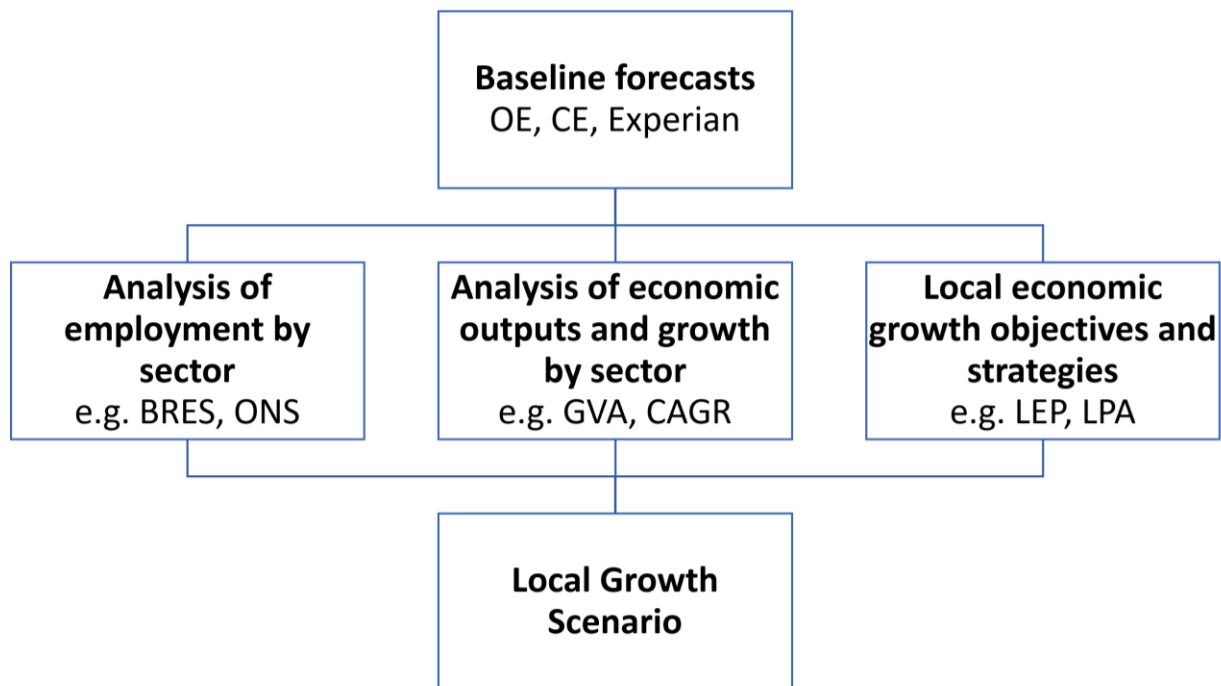 Baseline forecasts
OE, CE, Experian
Analysis of
employment by
sector
e.g. BRES, ONS
Analysis of economic
outputs and growth
by sector
e.g. GVA, CAGR
Local economic
growth objectives and
strategies
e.g. LEP, LPA
Local Growth
Scenario